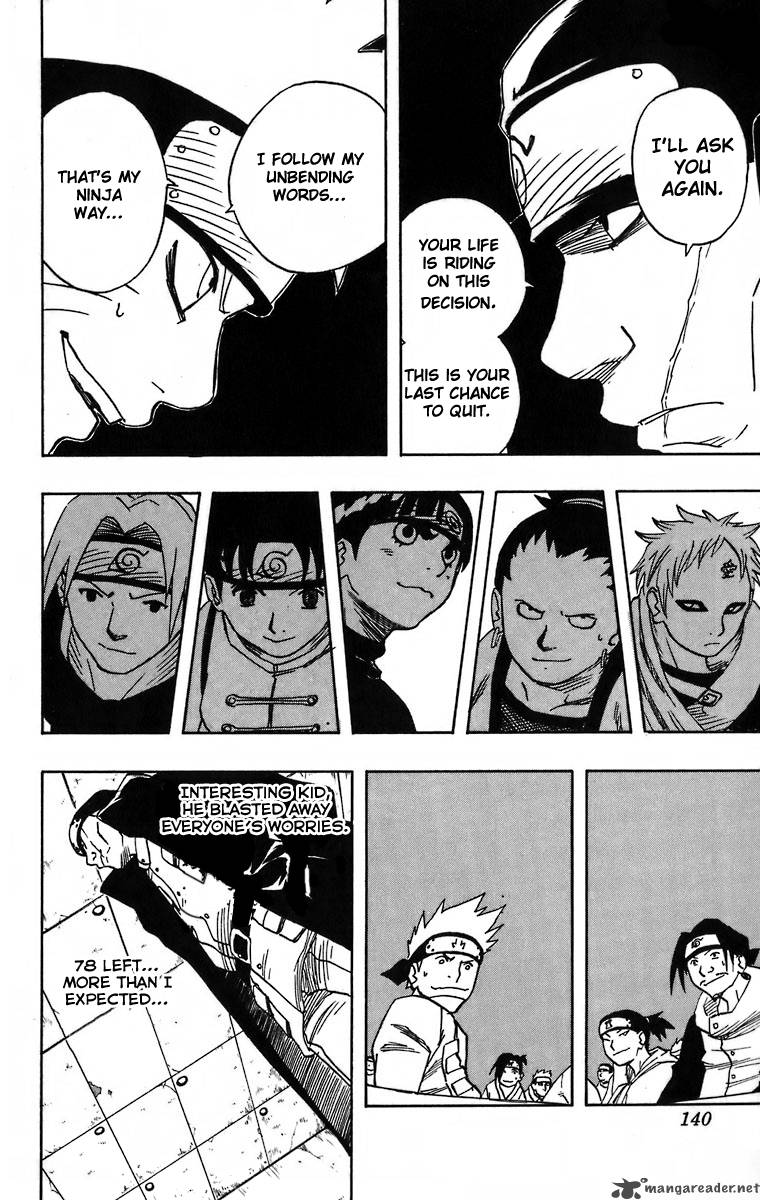 I'LL ASK
YOU
AGAIN.
YOUR LIFE
IS RIDING
ON THIS
DECISION.
THIS IS YOUR
LAST CHANCE
TO QUIT.
I FOLLOW MY
UNBENDING
WORDS...
THAT'S MY
NINJA
WAY...
INTERESTING KID,
HE BLASTED AWAY
EVERYONE'S WORRIES.
78 LEFT...
MORE THAN I
EXPECTED...
140
mangareader.net